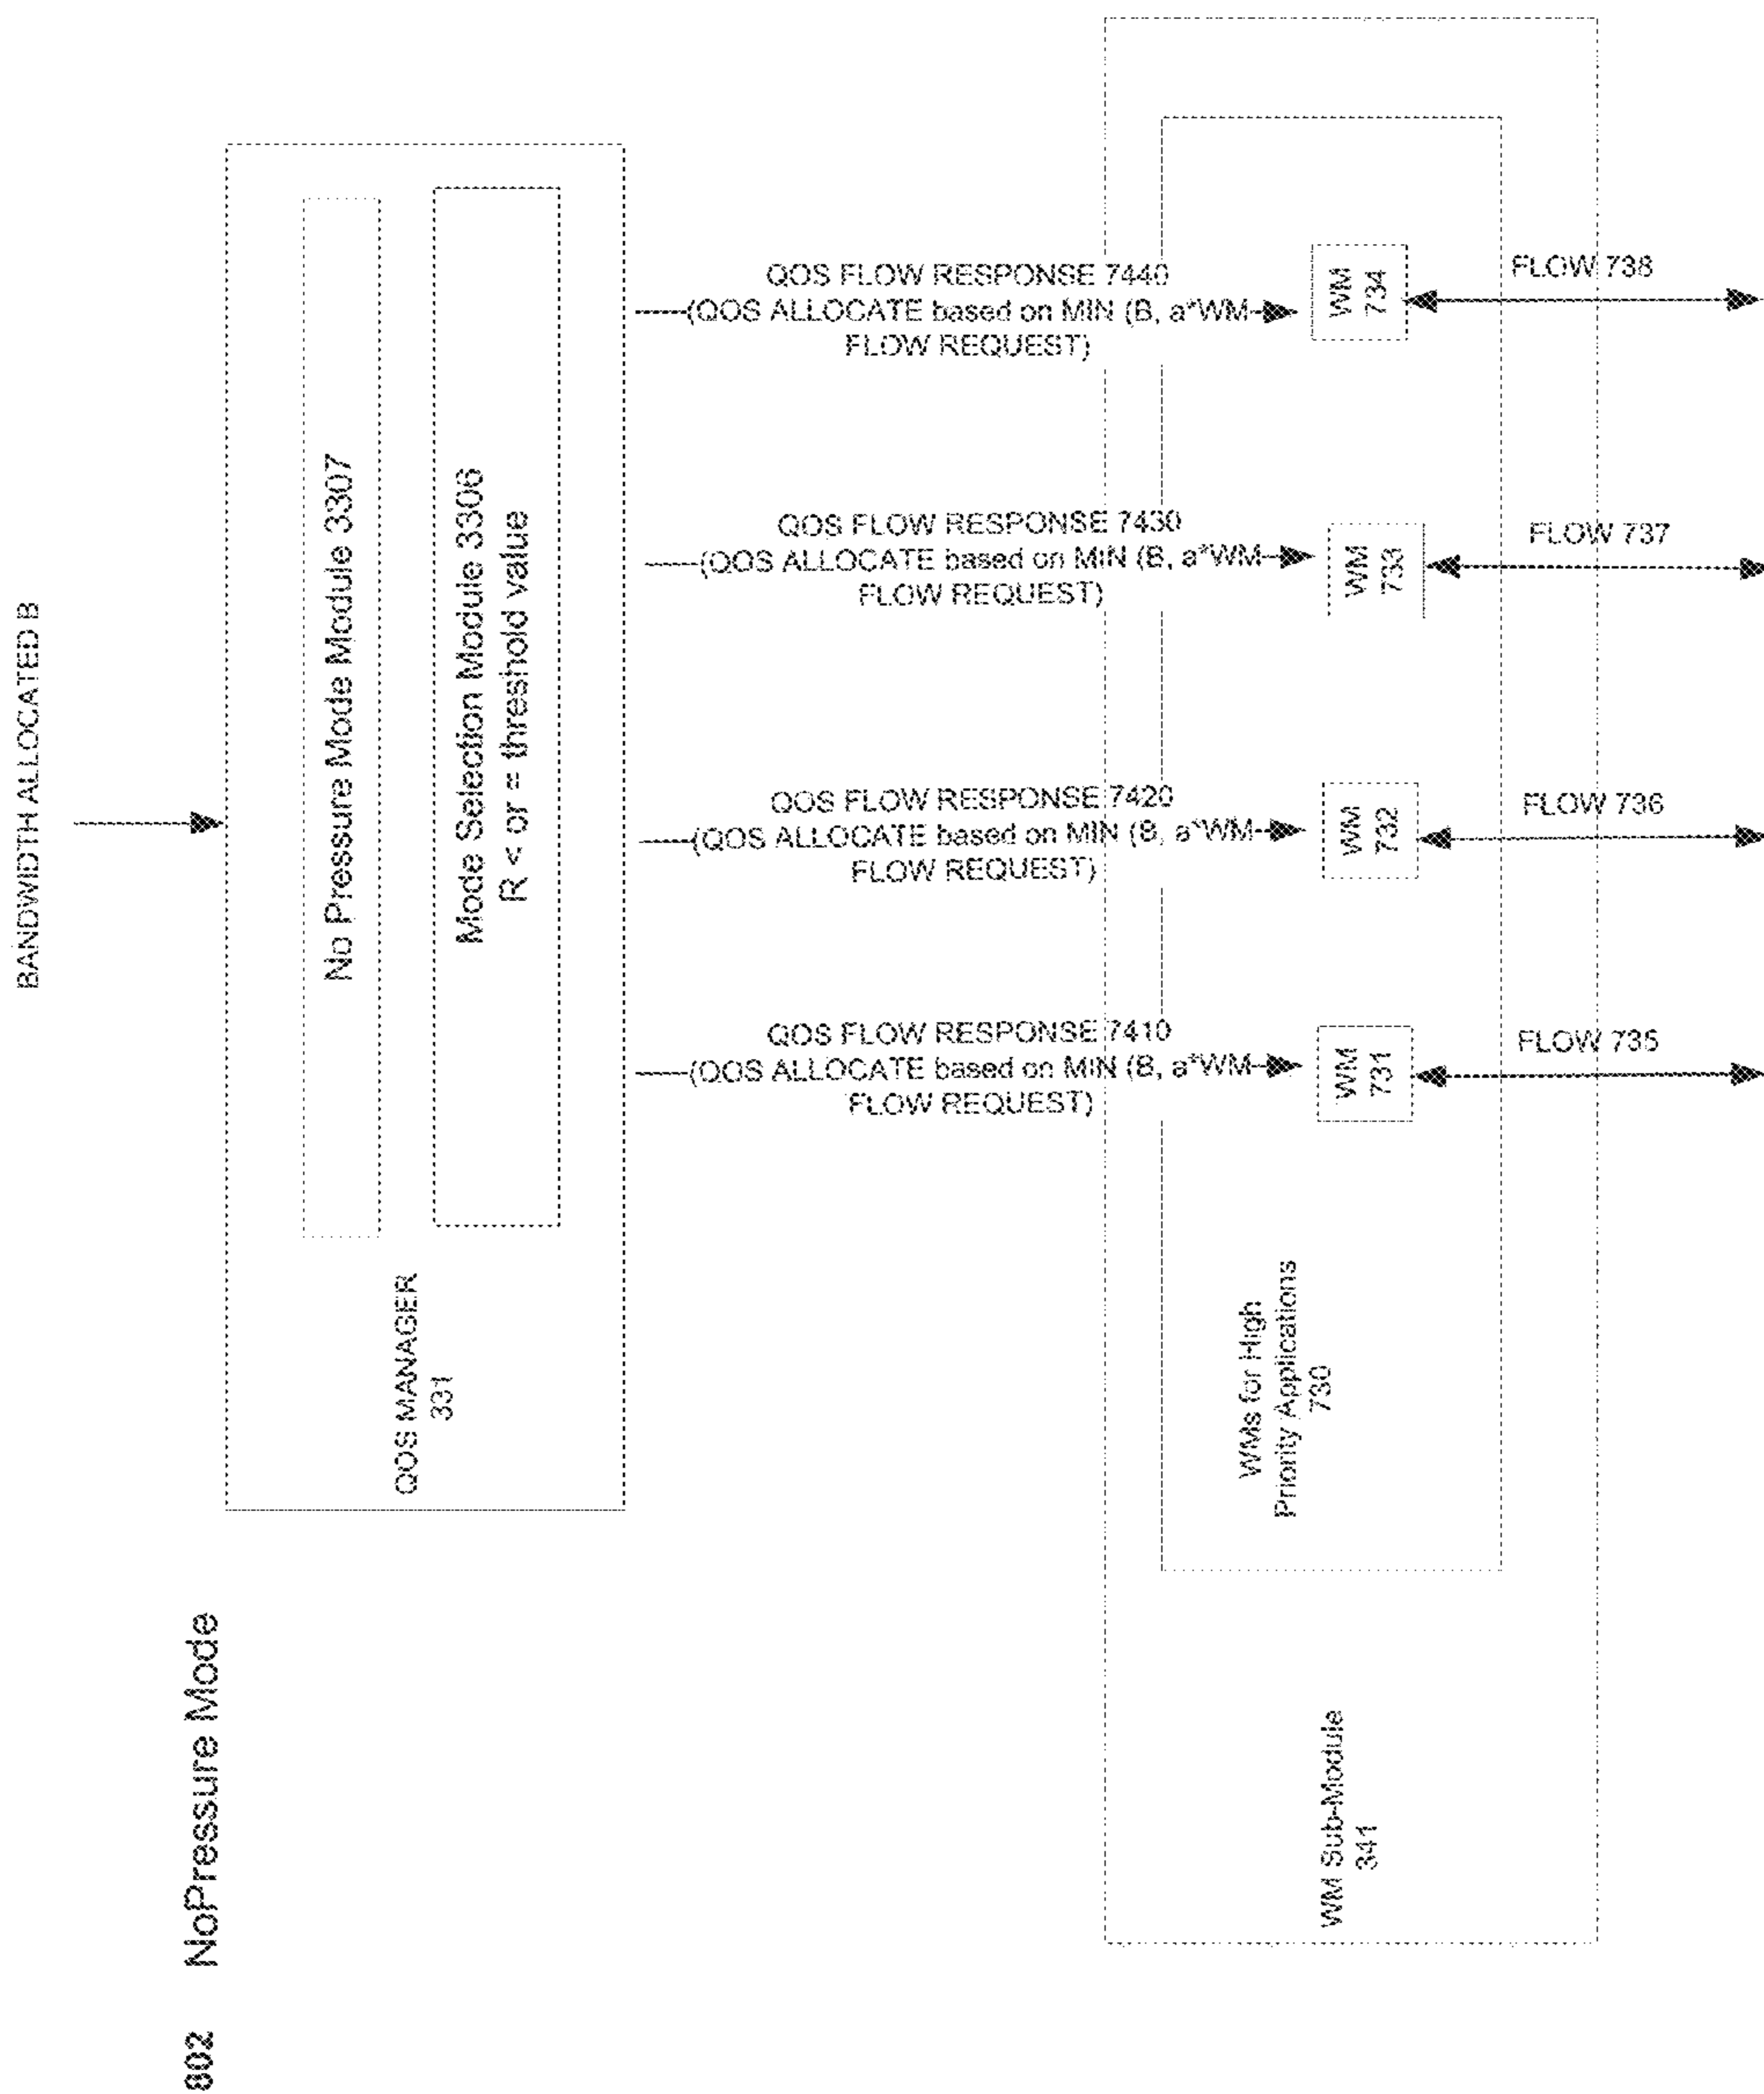 802 NoPressure Mode
BANDWIDTH ALLOCATED B
QOS MANAGER
331
No Pressure Mode Module 3307
Mode Selection Module 3306
R < or = threshold value
QOS FLOW RESPONSE 7440
(QOS ALLOCATE based on MIN (B, a*WM
FLOW REQUEST)
QOS FLOW RESPONSE 7430
(QOS ALLOCATE based on MIN (B, a*WM
FLOW REQUEST)
QOS FLOW RESPONSE 7420
(QOS ALLOCATE based on MIN (B, a*WM
FLOW REQUEST)
QOS FLOW RESPONSE 7410
(QOS ALLOCATE based on MIN (B, a*WM
FLOW REQUEST)
WM
734
FLOW 738
WM
733
FLOW 737
WM
732
FLOW 736
WM
731
FLOW 735
WMs for High
Priority Applications
730
WM Sub-Module
341